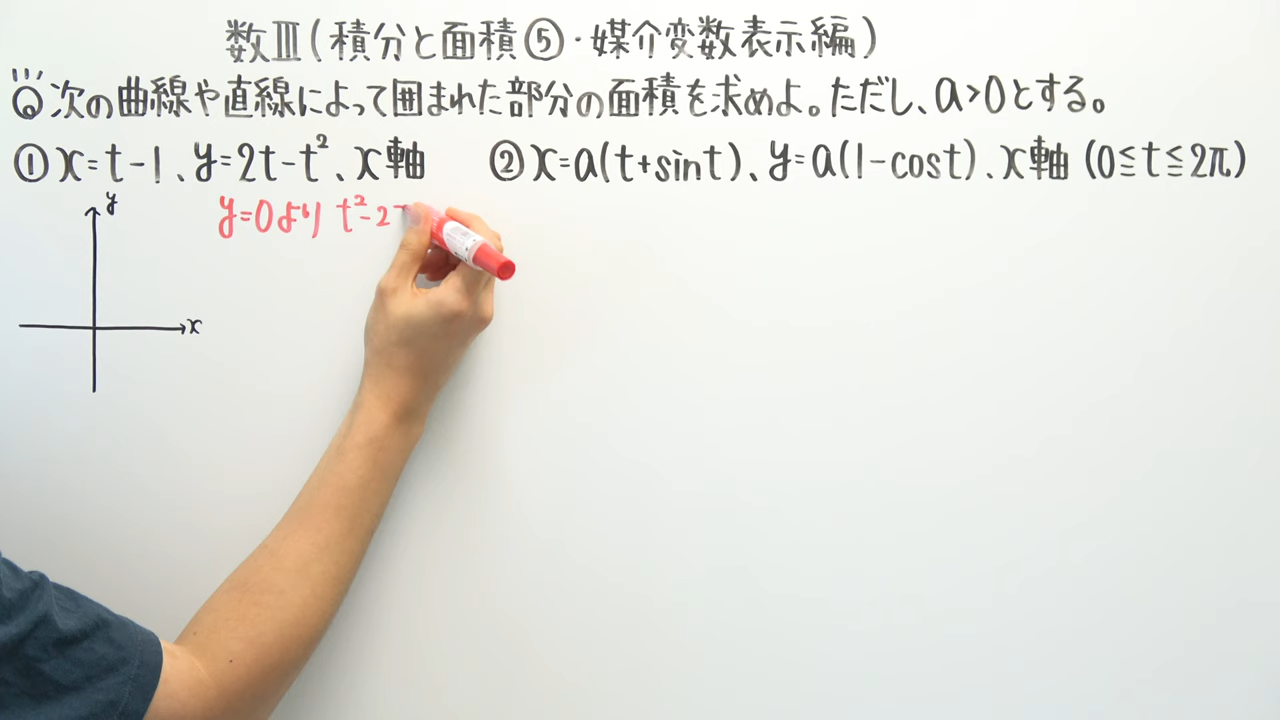 数Ⅲ(積分と面積⑤・媒介変数表示編)
Q 次の曲線や直線によって囲まれた部分の面積を求めよ。ただし、a>0とする。
① x=t-1、y=2t-t²、x軸 ② x=a(t+sint)、y=a(1-cost)、x軸 (0≦t≦2π)
y
y=0より t²-2
x